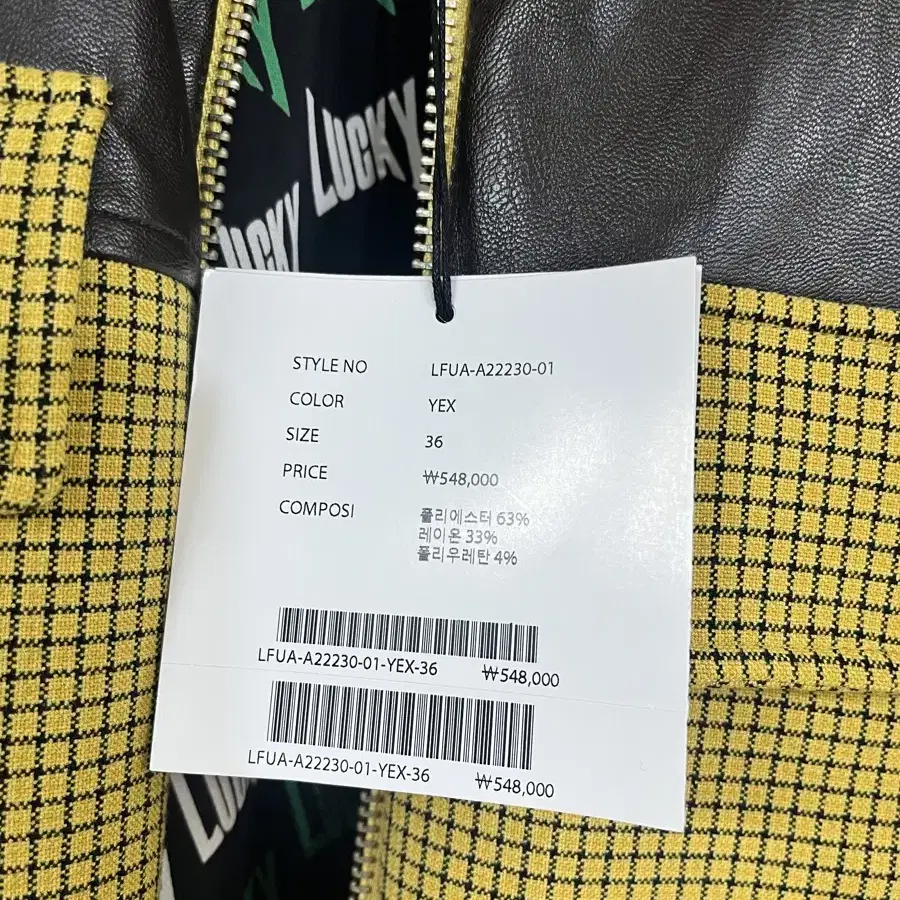 LUCKY
LUCKY
STYLE NO LFUA-A22230-01
COLOR YEX
SIZE 36
PRICE ₩548,000
COMPOSI 폴리에스터 63%
레이온 33%
폴리우레탄 4%
LFUA-A22230-01-YEX-36 ₩548,000
LFUA-A22230-01-YEX-36 ₩548,000